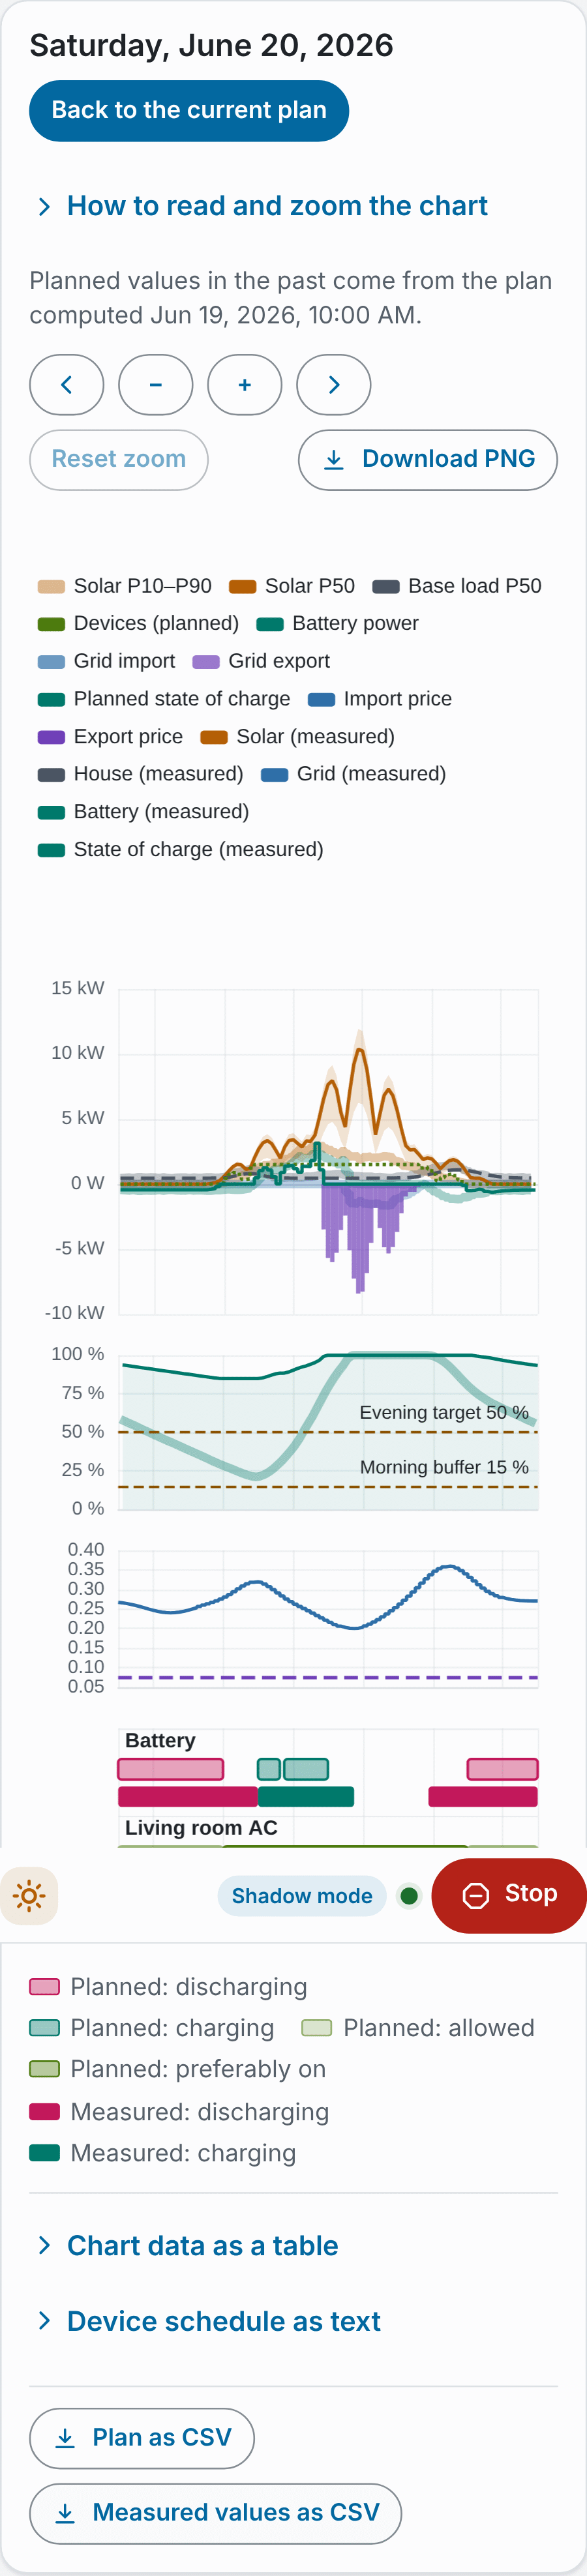 Saturday, June 20, 2026
Back to the current plan
How to read and zoom the chart
Planned values in the past come from the plan
computed Jun 19, 2026, 10:00 AM.
Reset zoom
Download PNG
Solar P10–P90 Solar P50 Base load P50
Devices (planned) Battery power
Grid import Grid export
Planned state of charge Import price
Export price Solar (measured)
House (measured) Grid (measured)
Battery (measured)
State of charge (measured)
15 kW
10 kW
5 kW
0 W
-5 kW
-10 kW
100 %
75 %
Evening target 50 %
50 %
Morning buffer 15 %
25 %
0 %
0.40
0.35
0.30
0.25
0.20
0.15
0.10
0.05
Battery
Living room AC
Shadow mode
Stop
Planned: discharging
Planned: charging Planned: allowed
Planned: preferably on
Measured: discharging
Measured: charging
Chart data as a table
Device schedule as text
Plan as CSV
Measured values as CSV